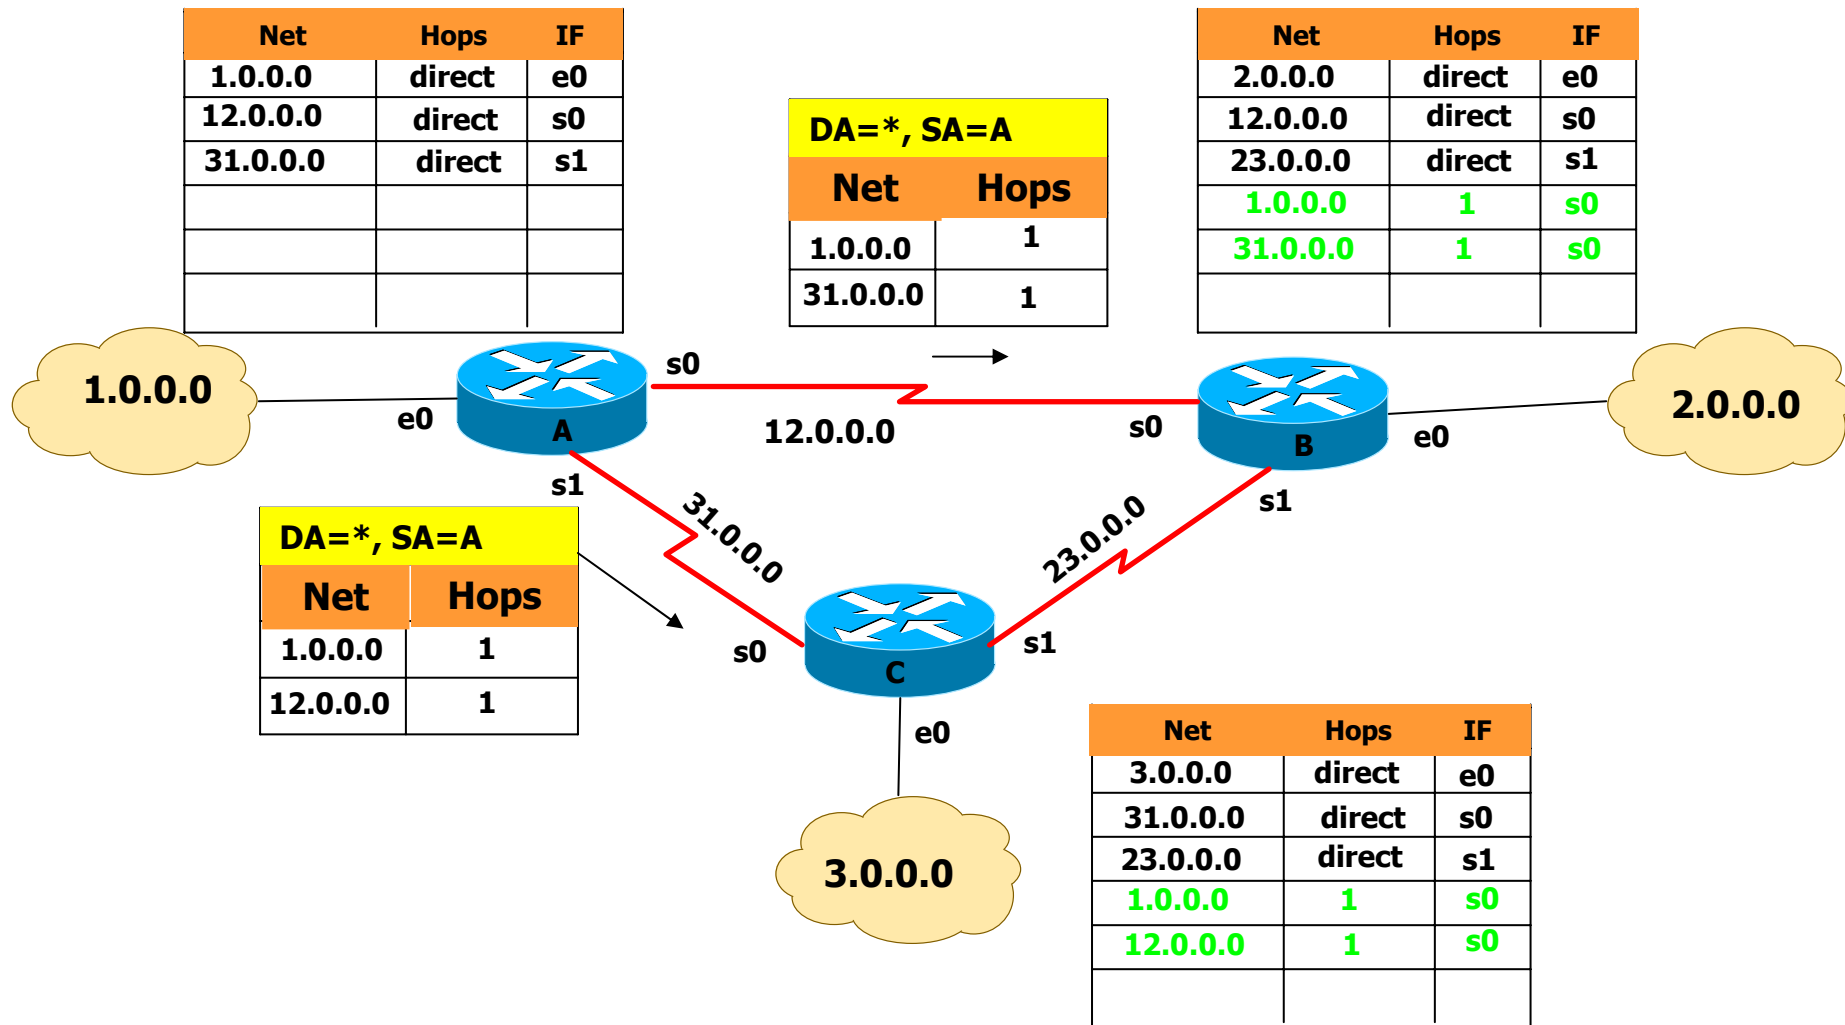 Net Hops IF
1.0.0.0 direct e0
12.0.0.0 direct s0
31.0.0.0 direct s1
DA=*, SA=A
Net Hops
1.0.0.0 1
31.0.0.0 1
Net Hops IF
2.0.0.0 direct e0
12.0.0.0 direct s0
23.0.0.0 direct s1
1.0.0.0 1 s0
31.0.0.0 1 s0
1.0.0.0
e0
A
s0
12.0.0.0
s0
B
e0
2.0.0.0
s1
31.0.0.0
s1
23.0.0.0
DA=*, SA=A
Net Hops
1.0.0.0 1
12.0.0.0 1
s0
C
s1
e0
3.0.0.0
Net Hops IF
3.0.0.0 direct e0
31.0.0.0 direct s0
23.0.0.0 direct s1
1.0.0.0 1 s0
12.0.0.0 1 s0